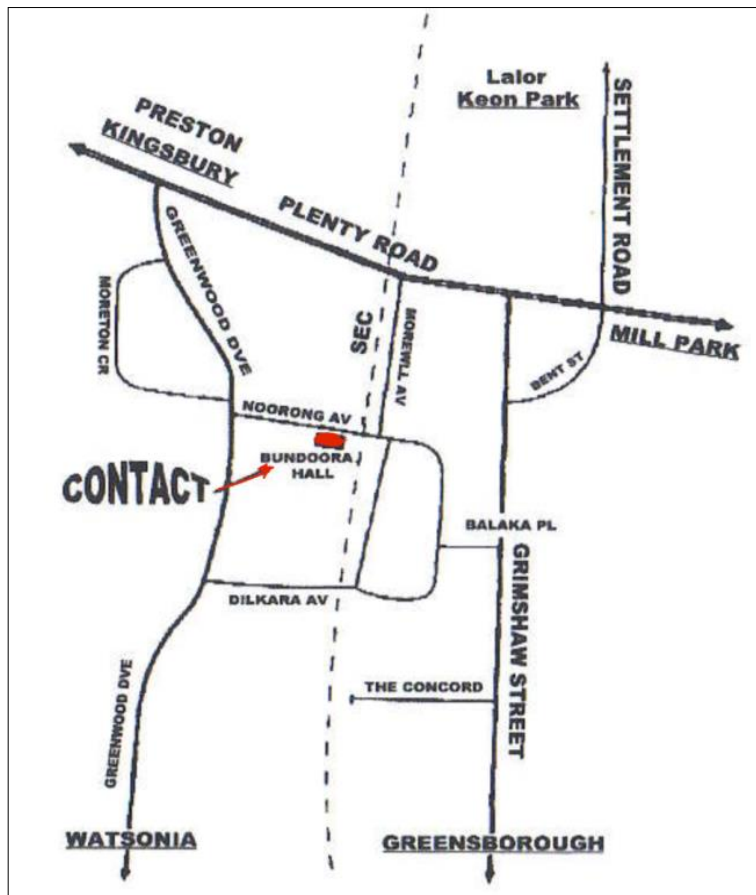 Lalor
Keon Park
SETTLEMENT ROAD
PRESTON
KINGSBURY
PLENTY ROAD
GREENWOOD DVE
MORETON CR
SEC
MOREWLL AV
MILL PARK
BENT ST
NOORONG AV
BUNDOORA
HALL
CONTACT
BALAKA PL
GRIMSHAW STREET
DILKARA AV
THE CONCORD
GREENWOOD DVE
WATSONIA
GREENSBOROUGH